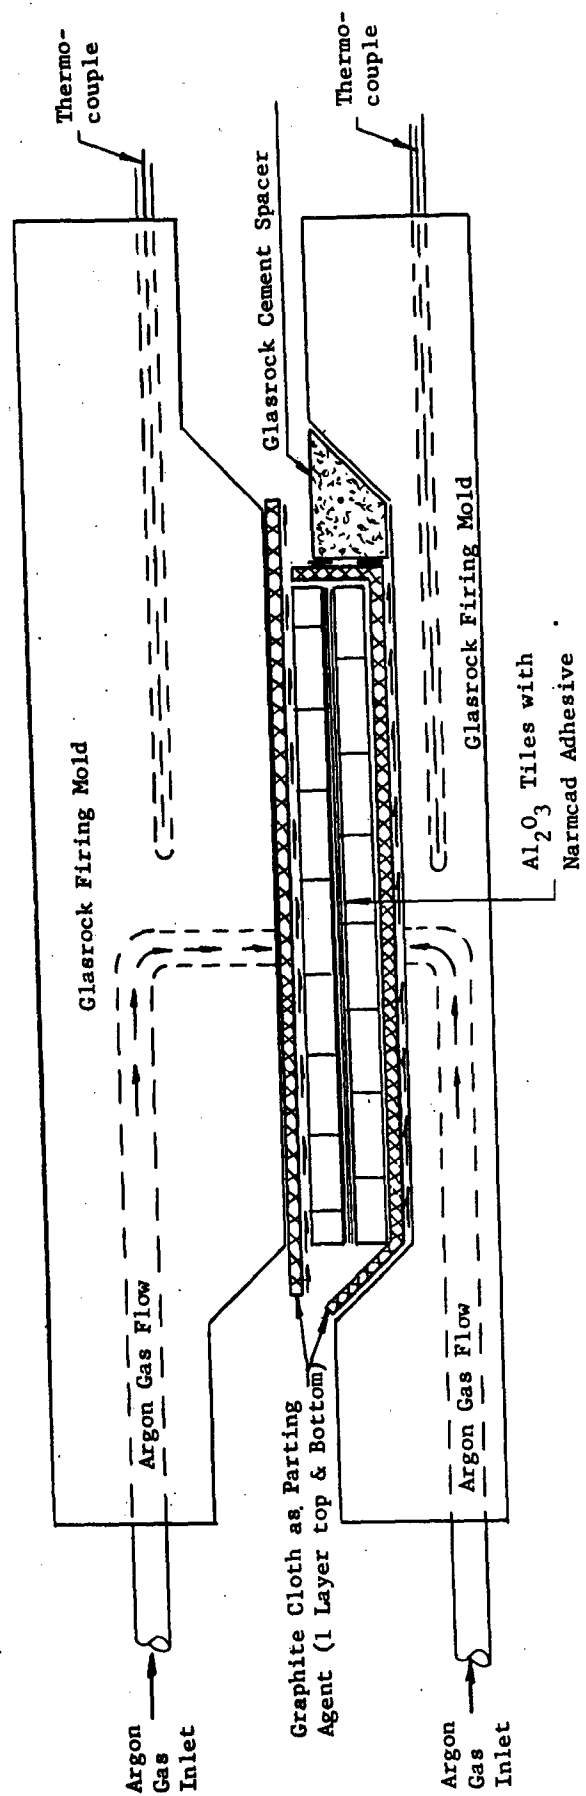 Thermo-
couple
Thermo-
couple
Glasrock Cement Spacer
Glasrock Firing Mold
Glasrock Firing Mold
Al2O3 Tiles with
Narmcad Adhesive
Argon Gas Flow
Argon Gas Flow
Graphite Cloth as Parting
Agent (1 Layer top & Bottom)
Argon
Gas
Inlet
Argon
Gas
Inlet